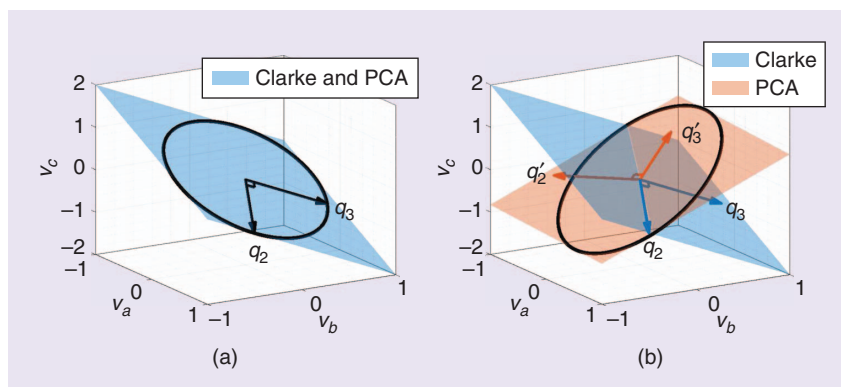 Clarke and PCA
2
1
0
−1
−2
v_c
−1
0
1
v_a
−1
0
1
v_b
q_2
q_3
(a)
Clarke
PCA
2
1
0
−1
−2
v_c
−1
0
1
v_a
−1
0
1
v_b
q′_3
q′_2
q_3
q_2
(b)